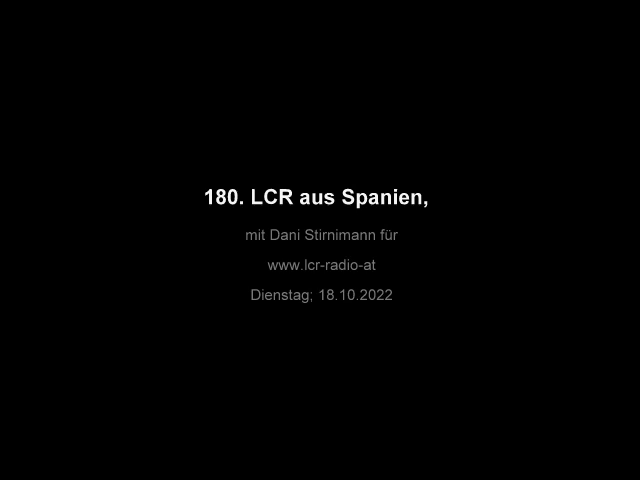 180. LCR aus Spanien,
mit Dani Stirnimann für
www.lcr-radio-at
Dienstag; 18.10.2022